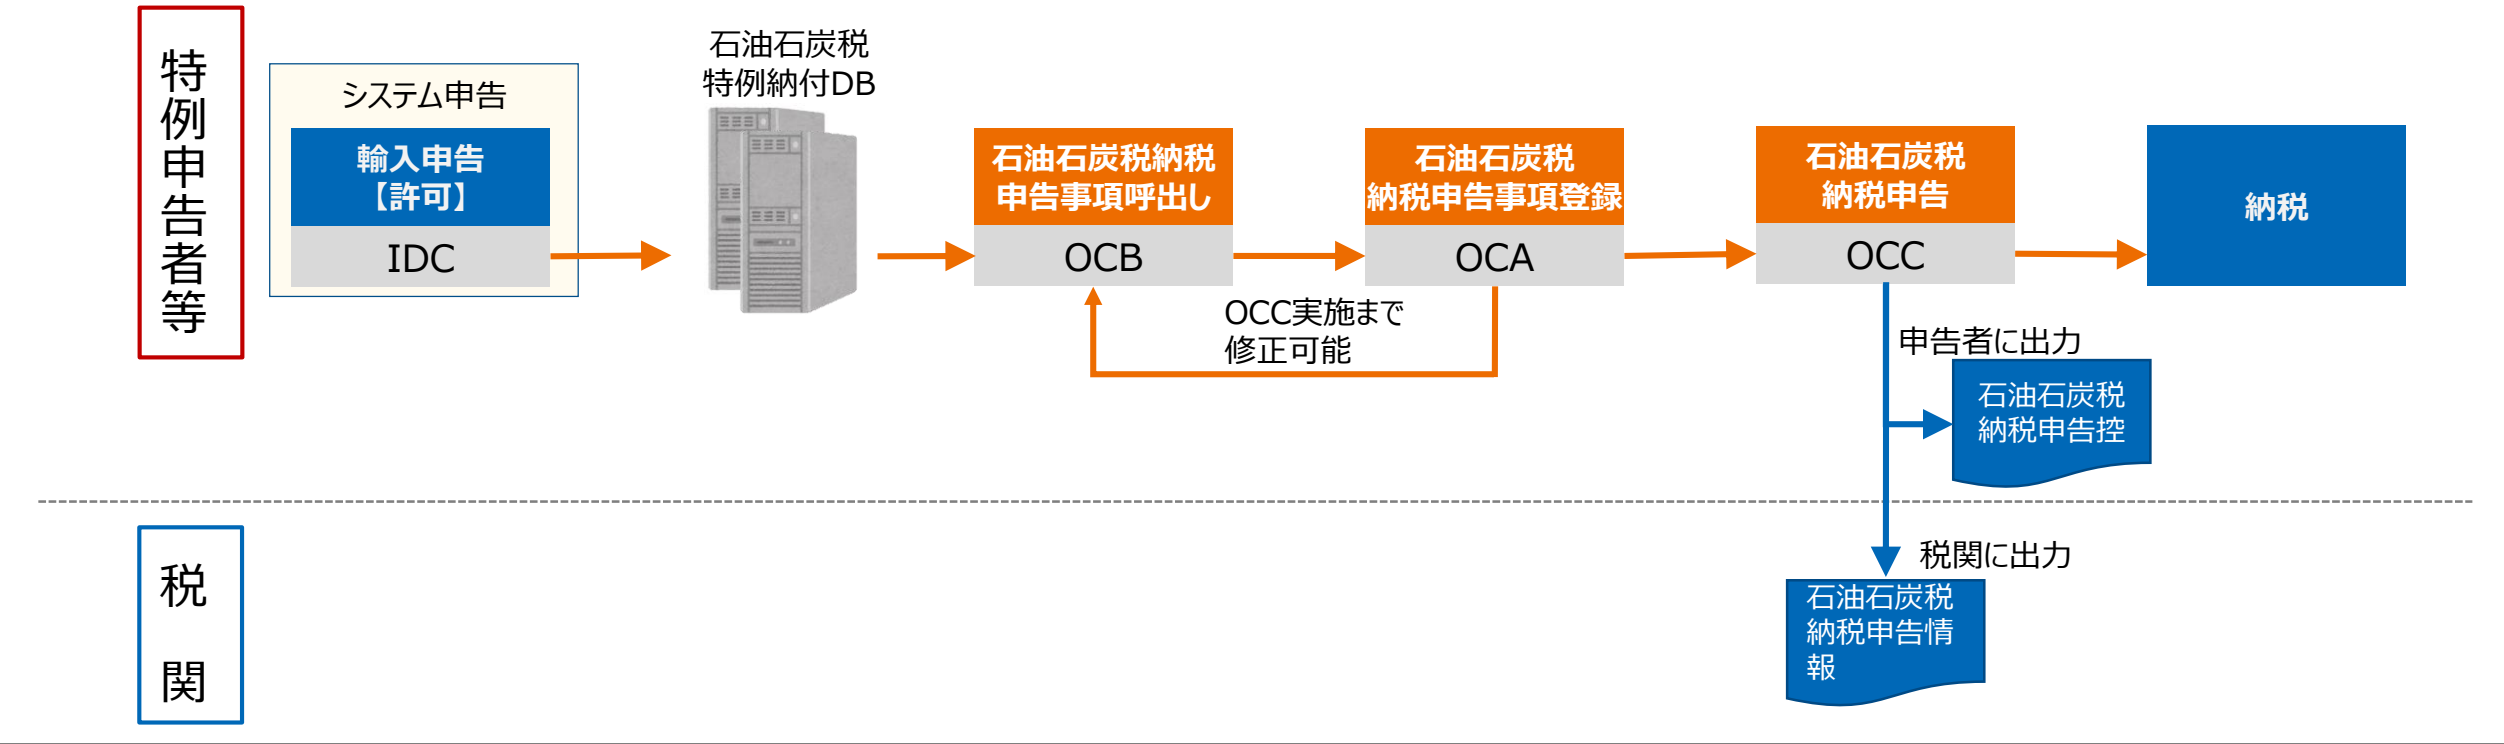 特例申告者等
システム申告
輸入申告
【許可】
IDC
石油石炭税
特例納付DB
石油石炭税納税
申告事項呼出し
OCB
石油石炭税
納税申告事項登録
OCA
OCC実施まで
修正可能
石油石炭税
納税申告
OCC
納税
申告者に出力
石油石炭税
納税申告控
税関
税関に出力
石油石炭税
納税申告情
報